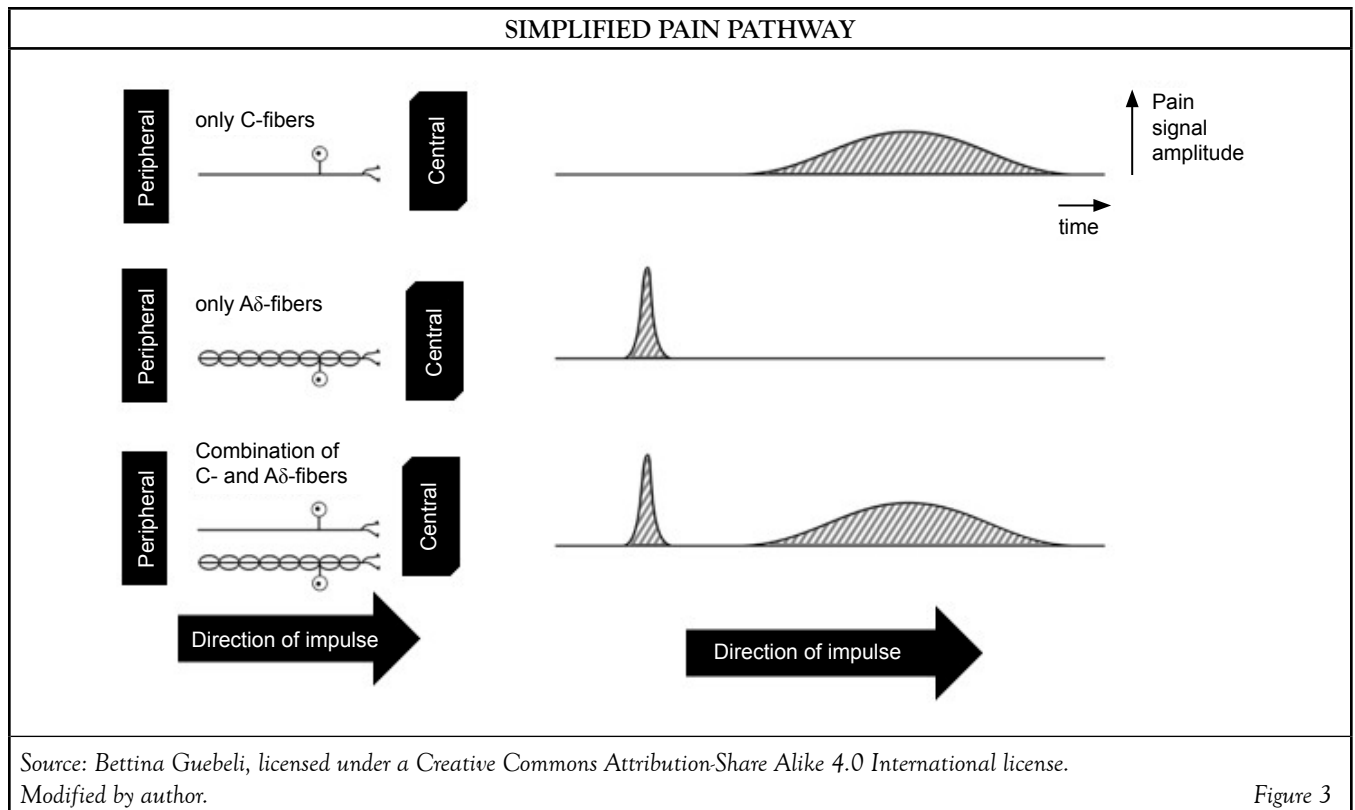 SIMPLIFIED PAIN PATHWAY
Peripheral
only C-fibers
Central
Pain
signal
amplitude
time
Peripheral
only Aδ-fibers
Central
Peripheral
Combination of
C- and Aδ-fibers
Central
Direction of impulse
Direction of impulse
Source: Bettina Guebeli, licensed under a Creative Commons Attribution-Share Alike 4.0 International license.
Modified by author.
Figure 3